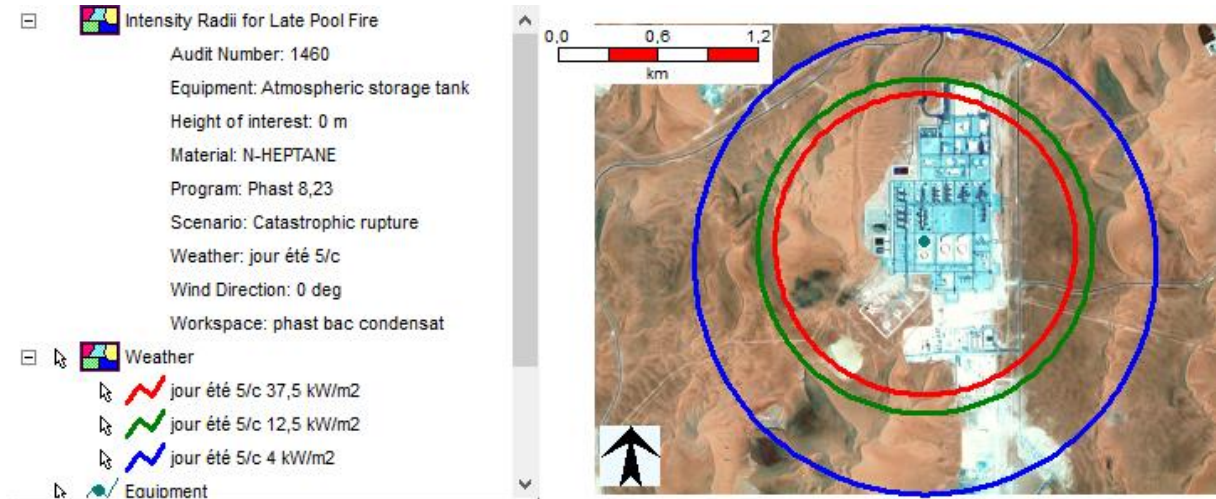 Intensity Radii for Late Pool Fire
Audit Number: 1460
Equipment: Atmospheric storage tank
Height of interest: 0 m
Material: N-HEPTANE
Program: Phast 8,23
Scenario: Catastrophic rupture
Weather: jour été 5/c
Wind Direction: 0 deg
Workspace: phast bac condensat
Weather
jour été 5/c 37,5 kW/m2
jour été 5/c 12,5 kW/m2
jour été 5/c 4 kW/m2
Equipment
0,0 0,6 1,2
km